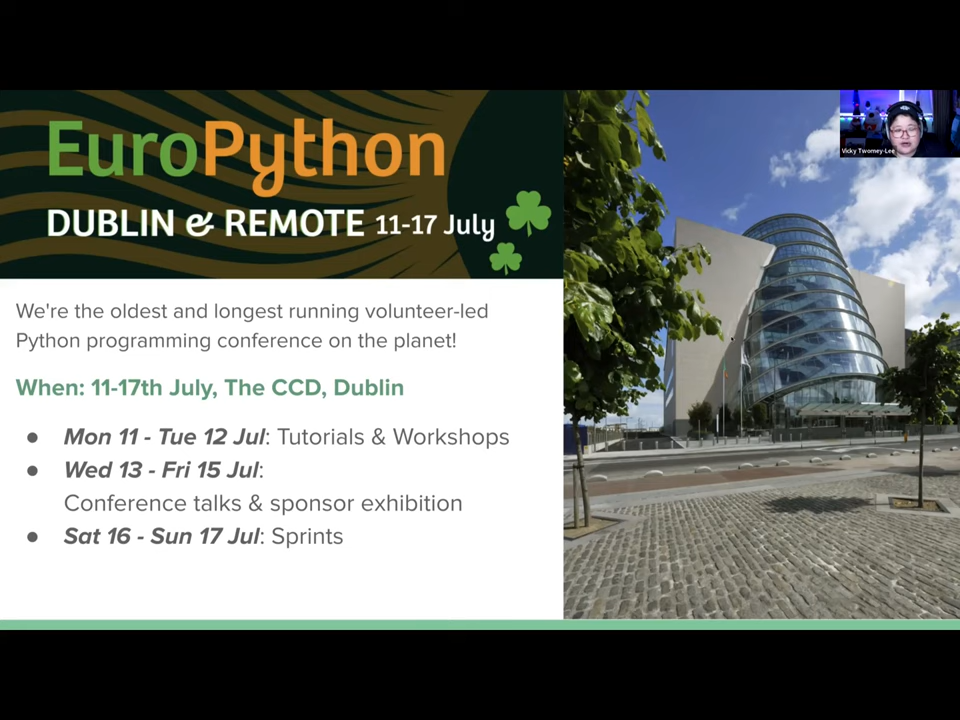 EuroPython
DUBLIN & REMOTE 11-17 July
Vicky Twomey-Lee
We're the oldest and longest running volunteer-led
Python programming conference on the planet!
When: 11-17th July, The CCD, Dublin
● Mon 11 - Tue 12 Jul: Tutorials & Workshops
● Wed 13 - Fri 15 Jul:
Conference talks & sponsor exhibition
● Sat 16 - Sun 17 Jul: Sprints